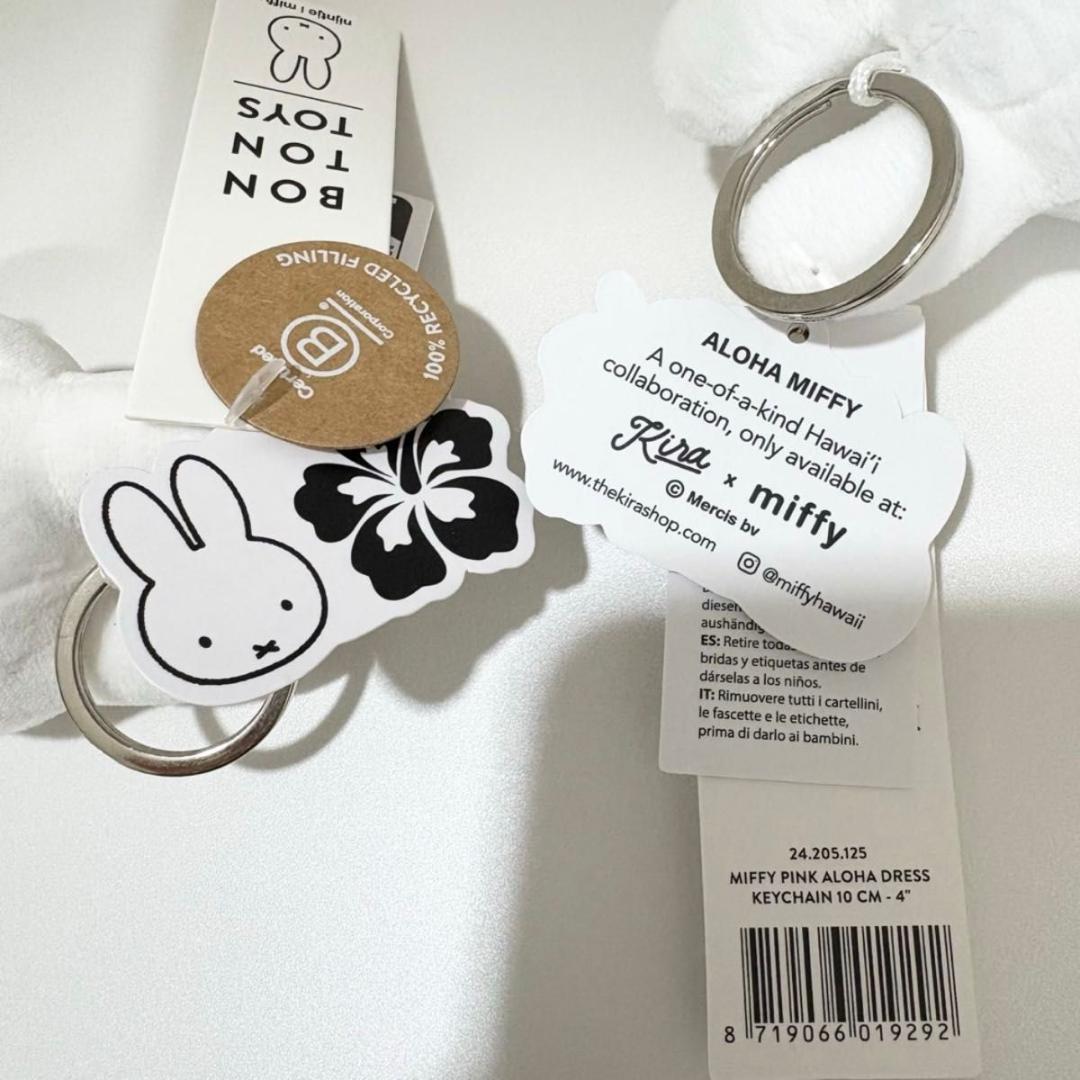 nijntje | miffy
BON
TON
TOYS
100% RECYCLED FILLING
Certified
B®
Corporation
ALOHA MIFFY
A one-of-a-kind Hawai‘i
collaboration, only available at:
Kira x miffy
© Mercis bv
www.thekirashop.com
@miffyhawaii
diesen
aushändig
ES: Retire todas
bridas y etiquetas antes de
dárselas a los niños.
IT: Rimuovere tutti i cartellini,
le fascette e le etichette,
prima di darlo ai bambini.
24.205.125
MIFFY PINK ALOHA DRESS
KEYCHAIN 10 CM - 4"
8 719066 019292